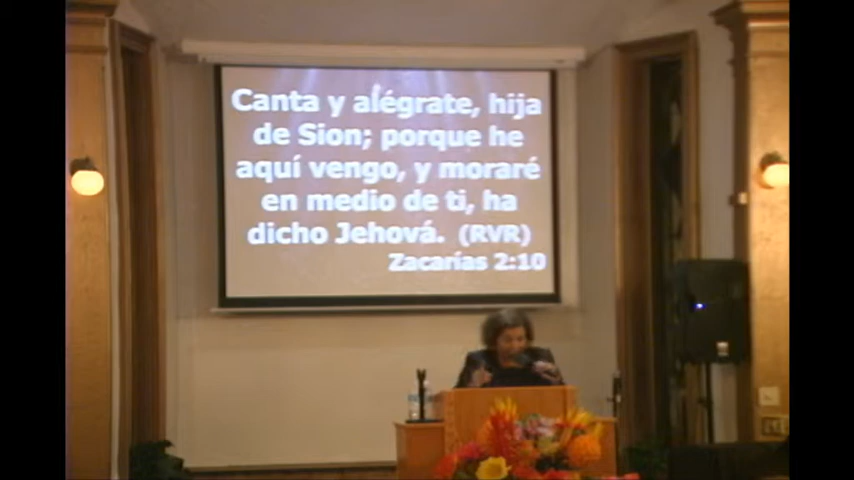 Canta y alégrate, hija
de Sion; porque he
aquí vengo, y moraré
en medio de ti, ha
dicho Jehová. (RVR)
Zacarías 2:10